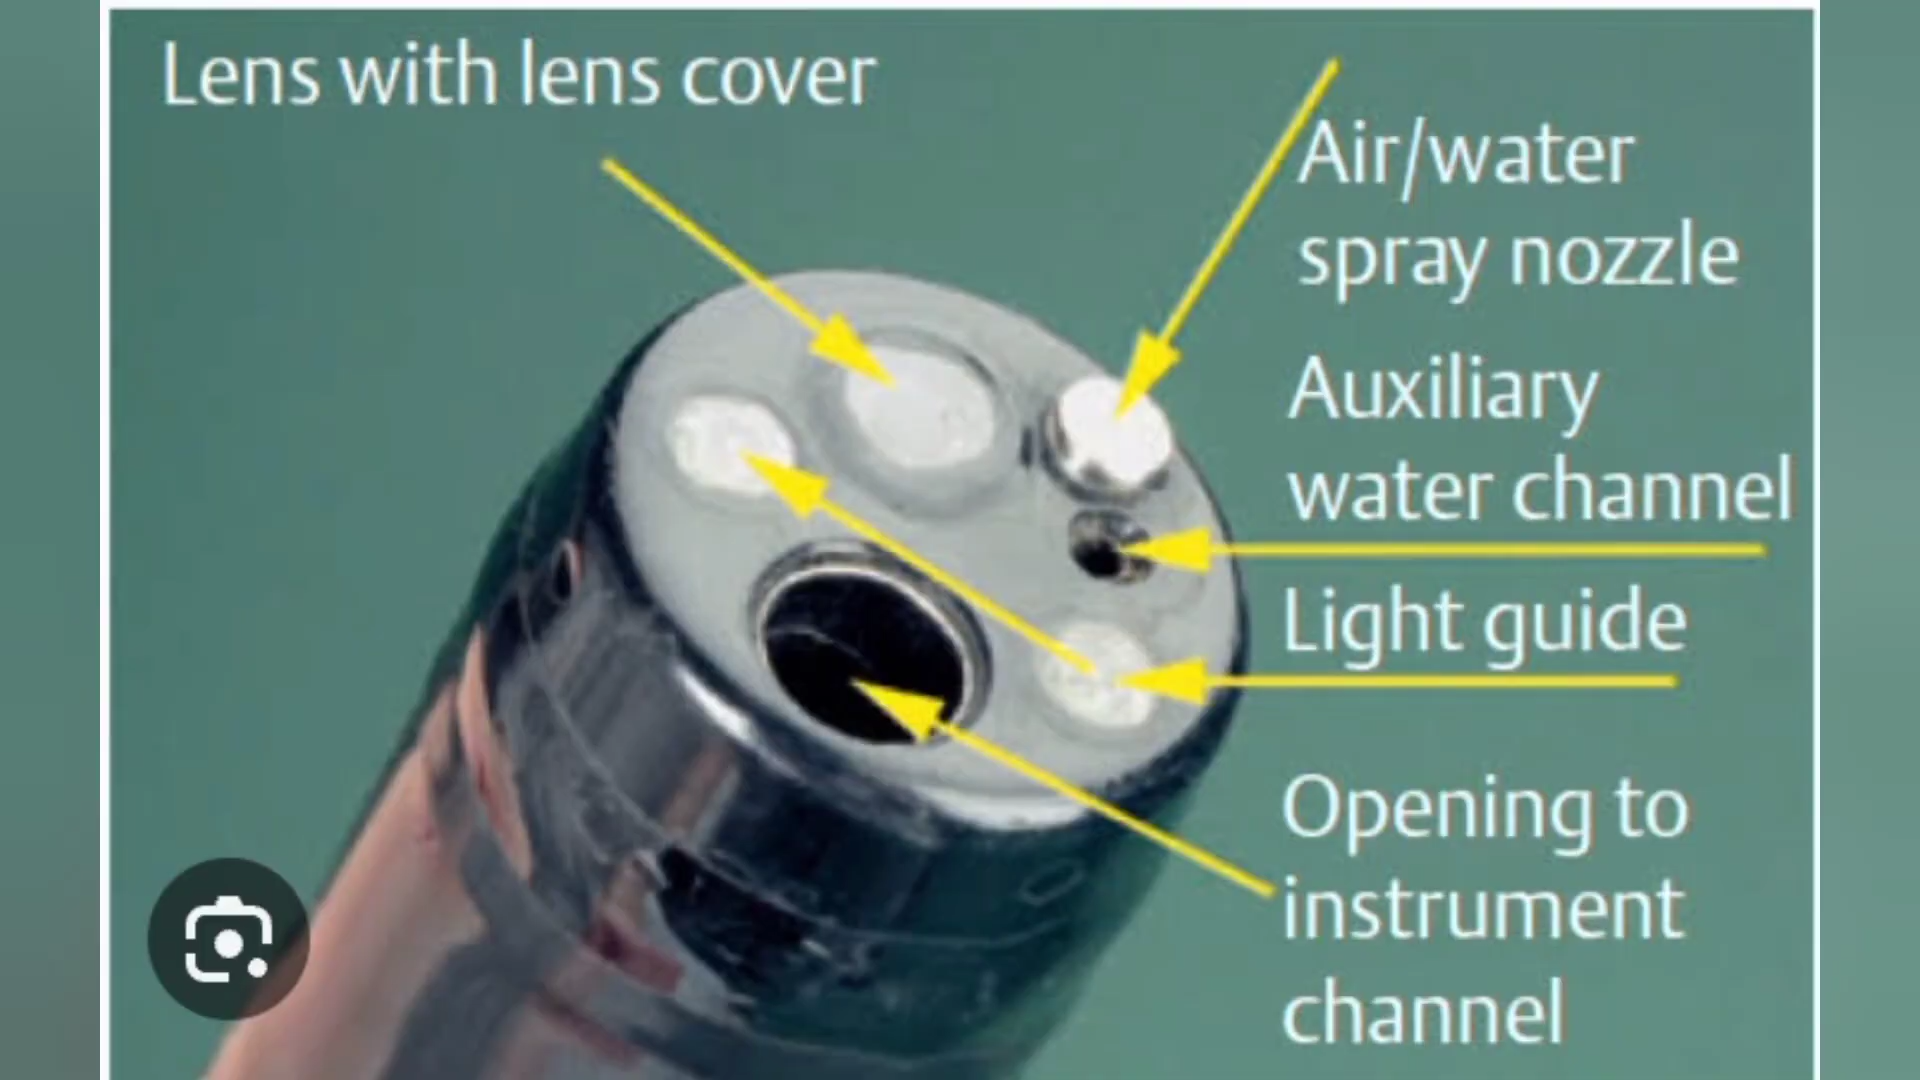 Lens with lens cover
Air/water
spray nozzle
Auxiliary
water channel
Light guide
Opening to
instrument
channel